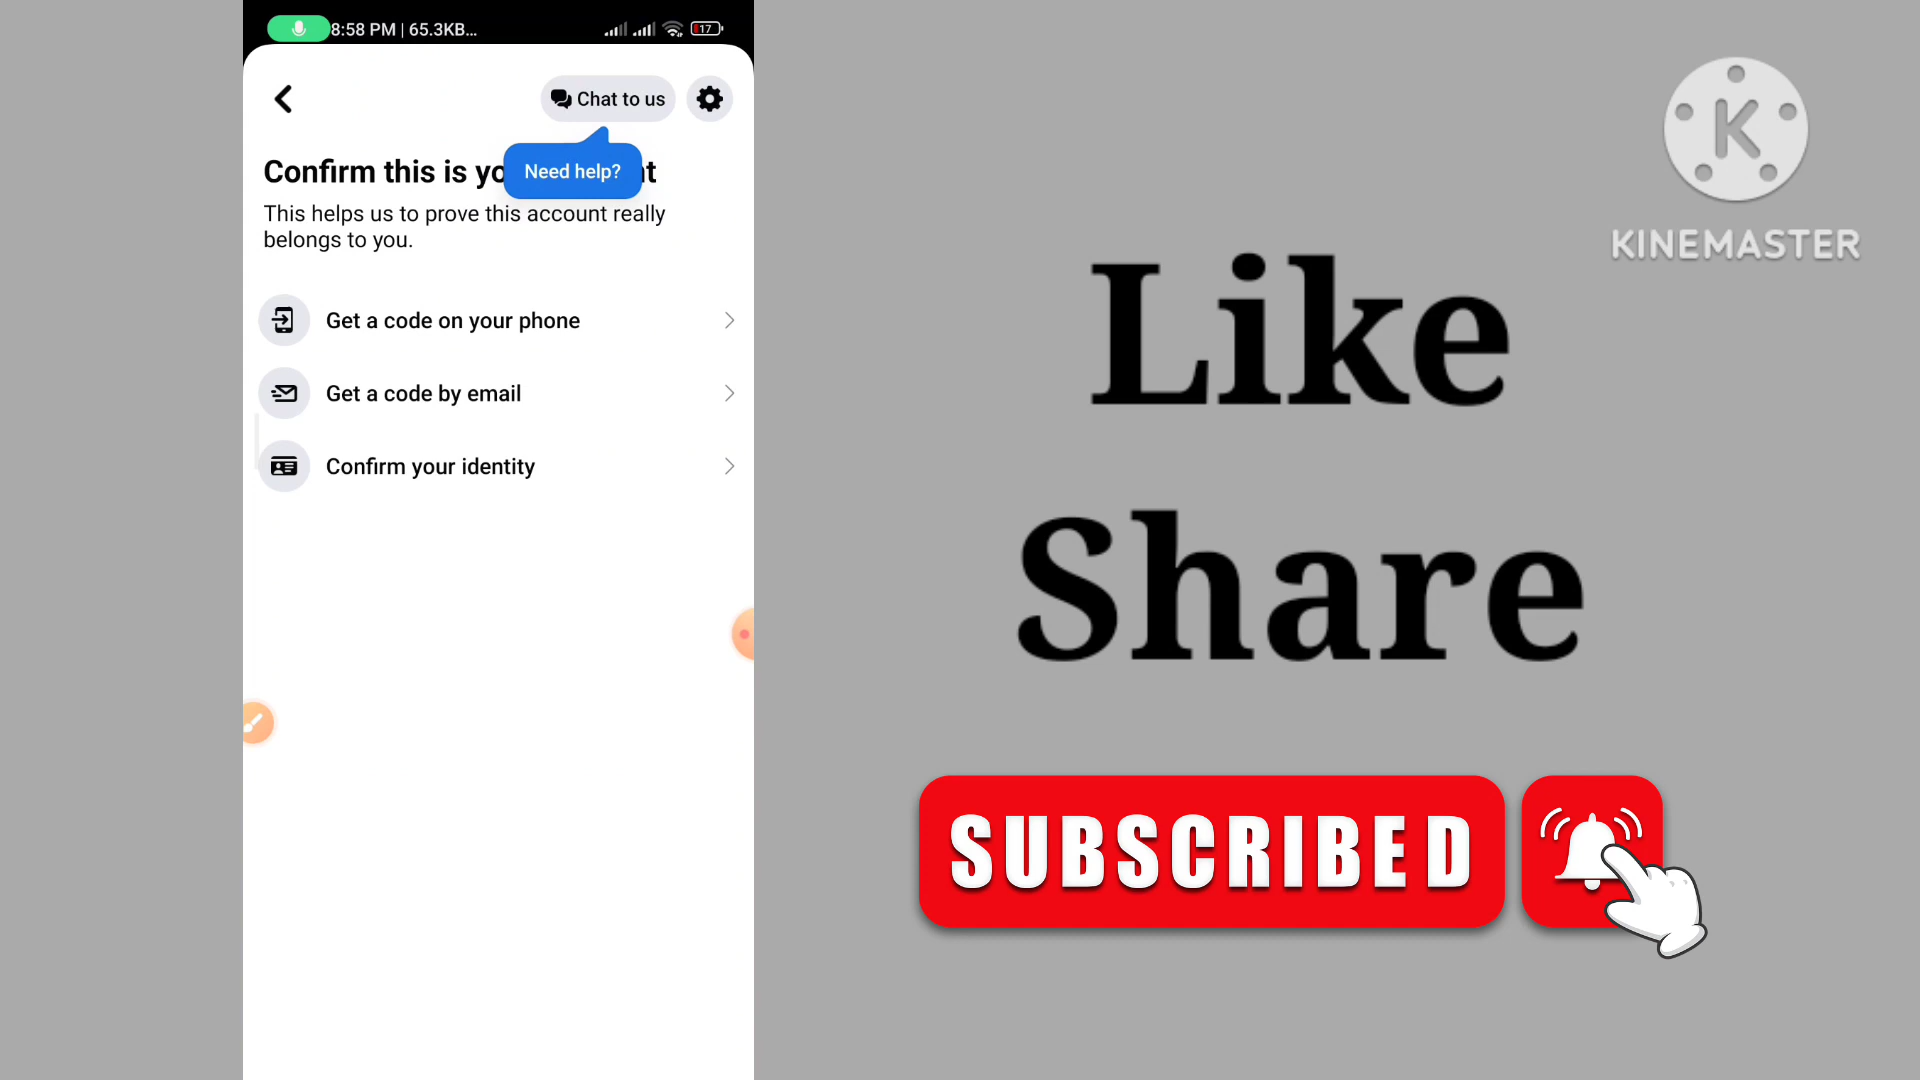 8:58 PM | 65.3KB...
17
Chat to us
Need help?
Confirm this is yo t
This helps us to prove this account really
belongs to you.
Get a code on your phone
Get a code by email
Confirm your identity
K
KINEMASTER
Like
Share
SUBSCRIBED